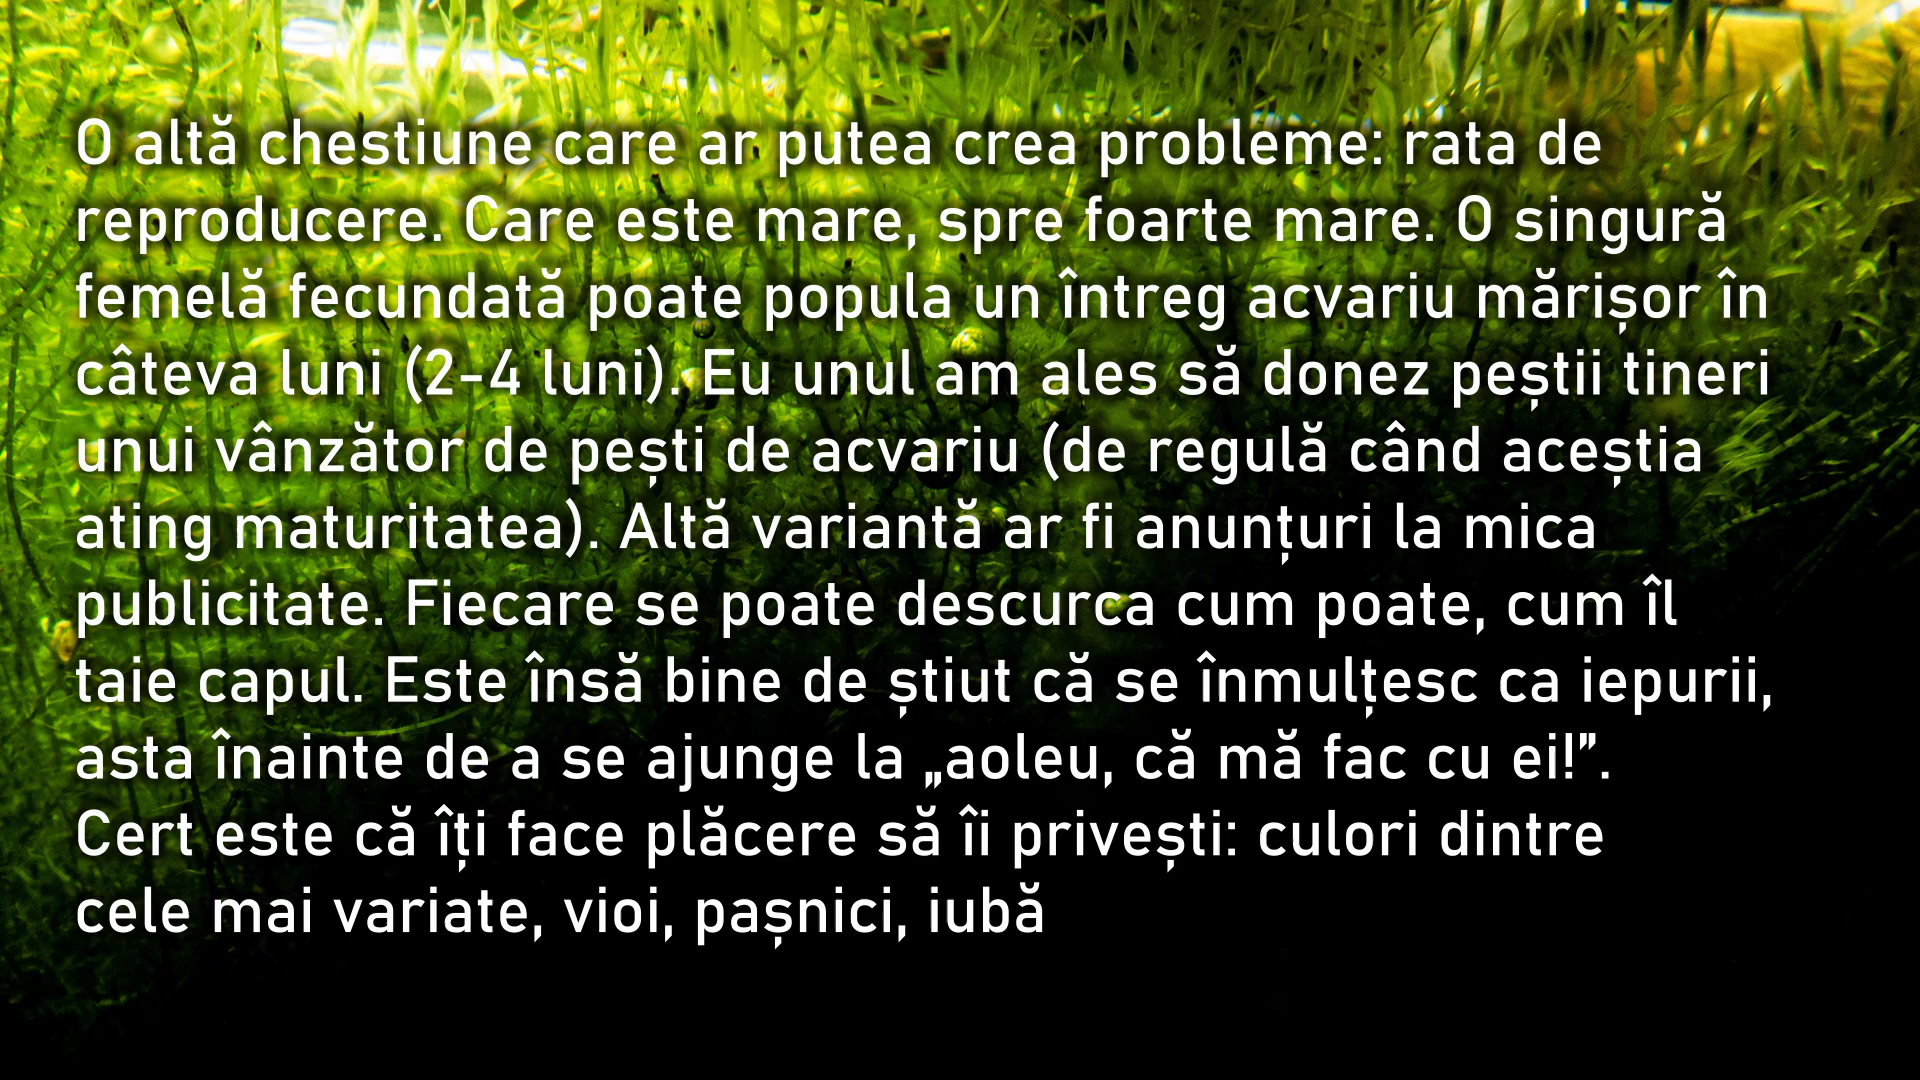 O altă chestiune care ar putea crea probleme: rata de
reproducere. Care este mare, spre foarte mare. O singură
femelă fecundată poate popula un întreg acvariu mărișor în
câteva luni (2-4 luni). Eu unul am ales să donez peștii tineri
unui vânzător de pești de acvariu (de regulă când aceștia
ating maturitatea). Altă variantă ar fi anunțuri la mica
publicitate. Fiecare se poate descurca cum poate, cum îl
taie capul. Este însă bine de știut că se înmulțesc ca iepurii,
asta înainte de a se ajunge la „aoleu, că mă fac cu ei!”.
Cert este că îți face plăcere să îi privești: culori dintre
cele mai variate, vioi, pașnici, iubă